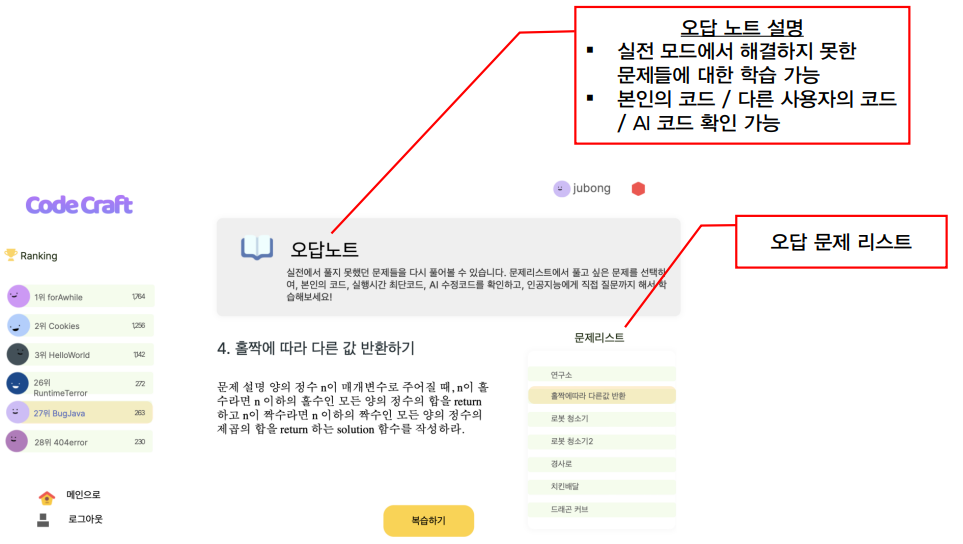 오답 노트 설명
▪ 실전 모드에서 해결하지 못한
문제들에 대한 학습 가능
▪ 본인의 코드 / 다른 사용자의 코드
/ AI 코드 확인 가능
jubong
Code Craft
오답 문제 리스트
Ranking
오답노트
실전에서 풀지 못했던 문제들을 다시 풀어볼 수 있습니다. 문제리스트에서 풀고 싶은 문제를 선택하
여, 본인의 코드, 실행시간 최단코드, AI 수정코드를 확인하고, 인공지능에게 직접 질문까지 해서 학
습해보세요!
1위 forAwhile 1,764
2위 Cookies 1,256
3위 HelloWorld 1,142
26위 272
RuntimeTerror
27위 BugJava 263
28위 404error 230
메인으로
로그아웃
4. 홀짝에 따라 다른 값 반환하기
문제 설명 양의 정수 n이 매개변수로 주어질 때, n이 홀
수라면 n 이하의 홀수인 모든 양의 정수의 합을 return
하고 n이 짝수라면 n 이하의 짝수인 모든 양의 정수의
제곱의 합을 return 하는 solution 함수를 작성하라.
복습하기
문제리스트
연구소
홀짝에따라 다른값 반환
로봇 청소기
로봇 청소기2
경사로
치킨배달
드래곤 커브